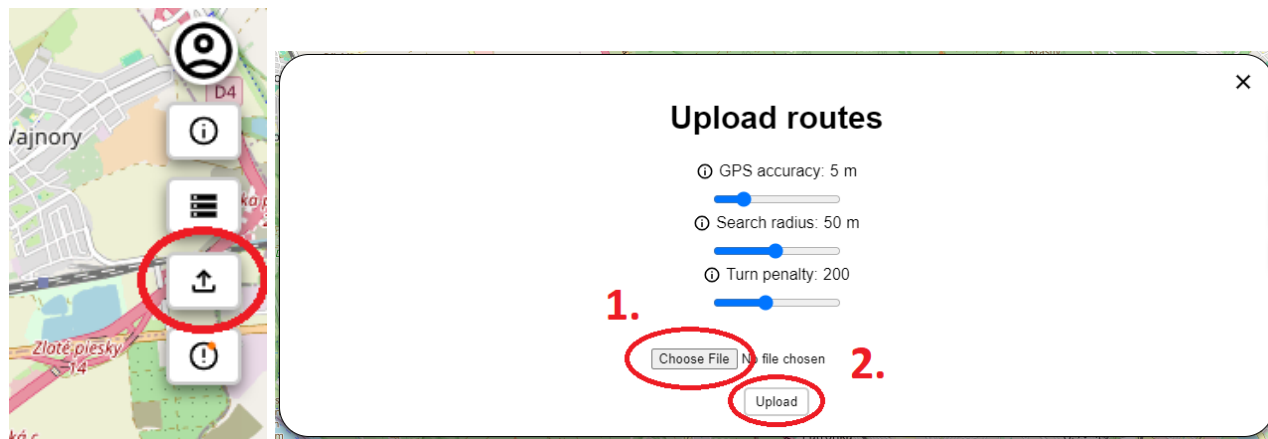 D4
Vajnory
Zlaté piesky
14
Upload routes
GPS accuracy: 5 m
Search radius: 50 m
Turn penalty: 200
1.
Choose File No file chosen
2.
Upload